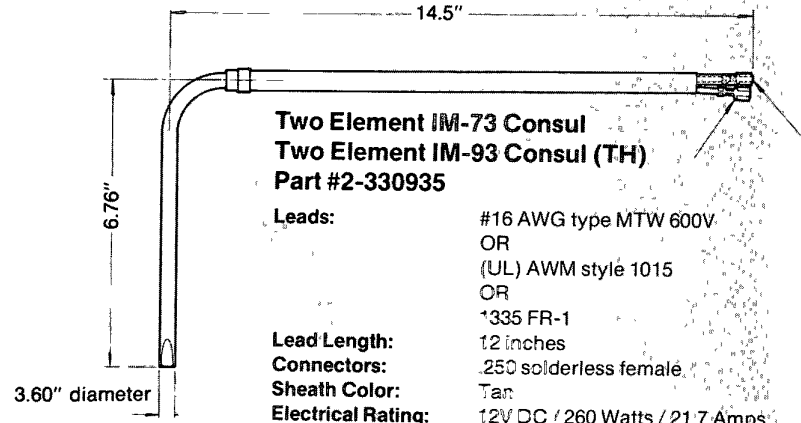 14.5"
6.76"
Two Element IM-73 Consul
Two Element IM-93 Consul (TH)
Part #2-330935
Leads: #16 AWG type MTW 600V
OR
(UL) AWM style 1015
OR
1335 FR-1
Lead Length: 12 inches
Connectors: .250 solderless female
Sheath Color: Tan
Electrical Rating: 12V DC / 260 Watts / 21.7 Amps
3.60" diameter